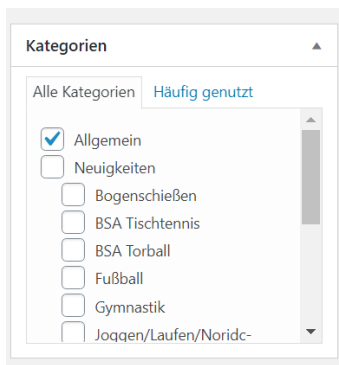 Kategorien
Alle Kategorien Häufig genutzt
Allgemein
Neuigkeiten
Bogenschießen
BSA Tischtennis
BSA Torball
Fußball
Gymnastik
Joggen/Laufen/Noridc-